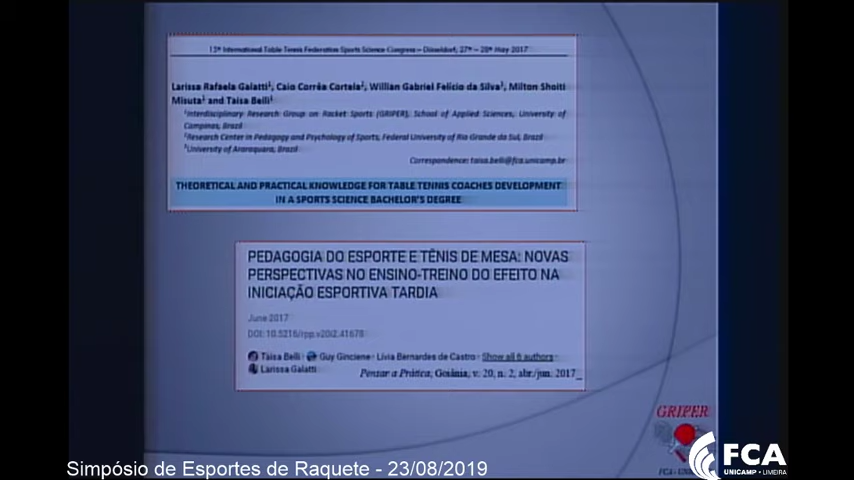 15th International Table Tennis Federation Sports Science Congress – Düsseldorf, 27th – 28th May 2017
Larissa Rafaela Galatti¹, Caio Corrêa Cortela², Willian Gabriel Felício da Silva³, Milton Shoiti
Misuta¹ and Taisa Belli¹
¹Interdisciplinary Research Group on Racket Sports (GRIPER), School of Applied Sciences, University of
Campinas, Brazil
²Research Center in Pedagogy and Psychology of Sports, Federal University of Rio Grande do Sul, Brazil
³University of Araraquara, Brazil
Correspondence: taisa.belli@fca.unicamp.br
THEORETICAL AND PRACTICAL KNOWLEDGE FOR TABLE TENNIS COACHES DEVELOPMENT
IN A SPORTS SCIENCE BACHELOR'S DEGREE
PEDAGOGIA DO ESPORTE E TÊNIS DE MESA: NOVAS
PERSPECTIVAS NO ENSINO-TREINO DO EFEITO NA
INICIAÇÃO ESPORTIVA TARDIA
June 2017
DOI: 10.5216/rpp.v20i2.41678
Taisa Belli · Guy Ginciene · Lívia Bernardes de Castro · Show all 6 authors
Larissa Galatti
Pensar a Prática, Goiânia, v. 20, n. 2, abr./jun. 2017_
GRIPER
FCA
FCA
UNICAMP • LIMEIRA
Simpósio de Esportes de Raquete - 23/08/2019